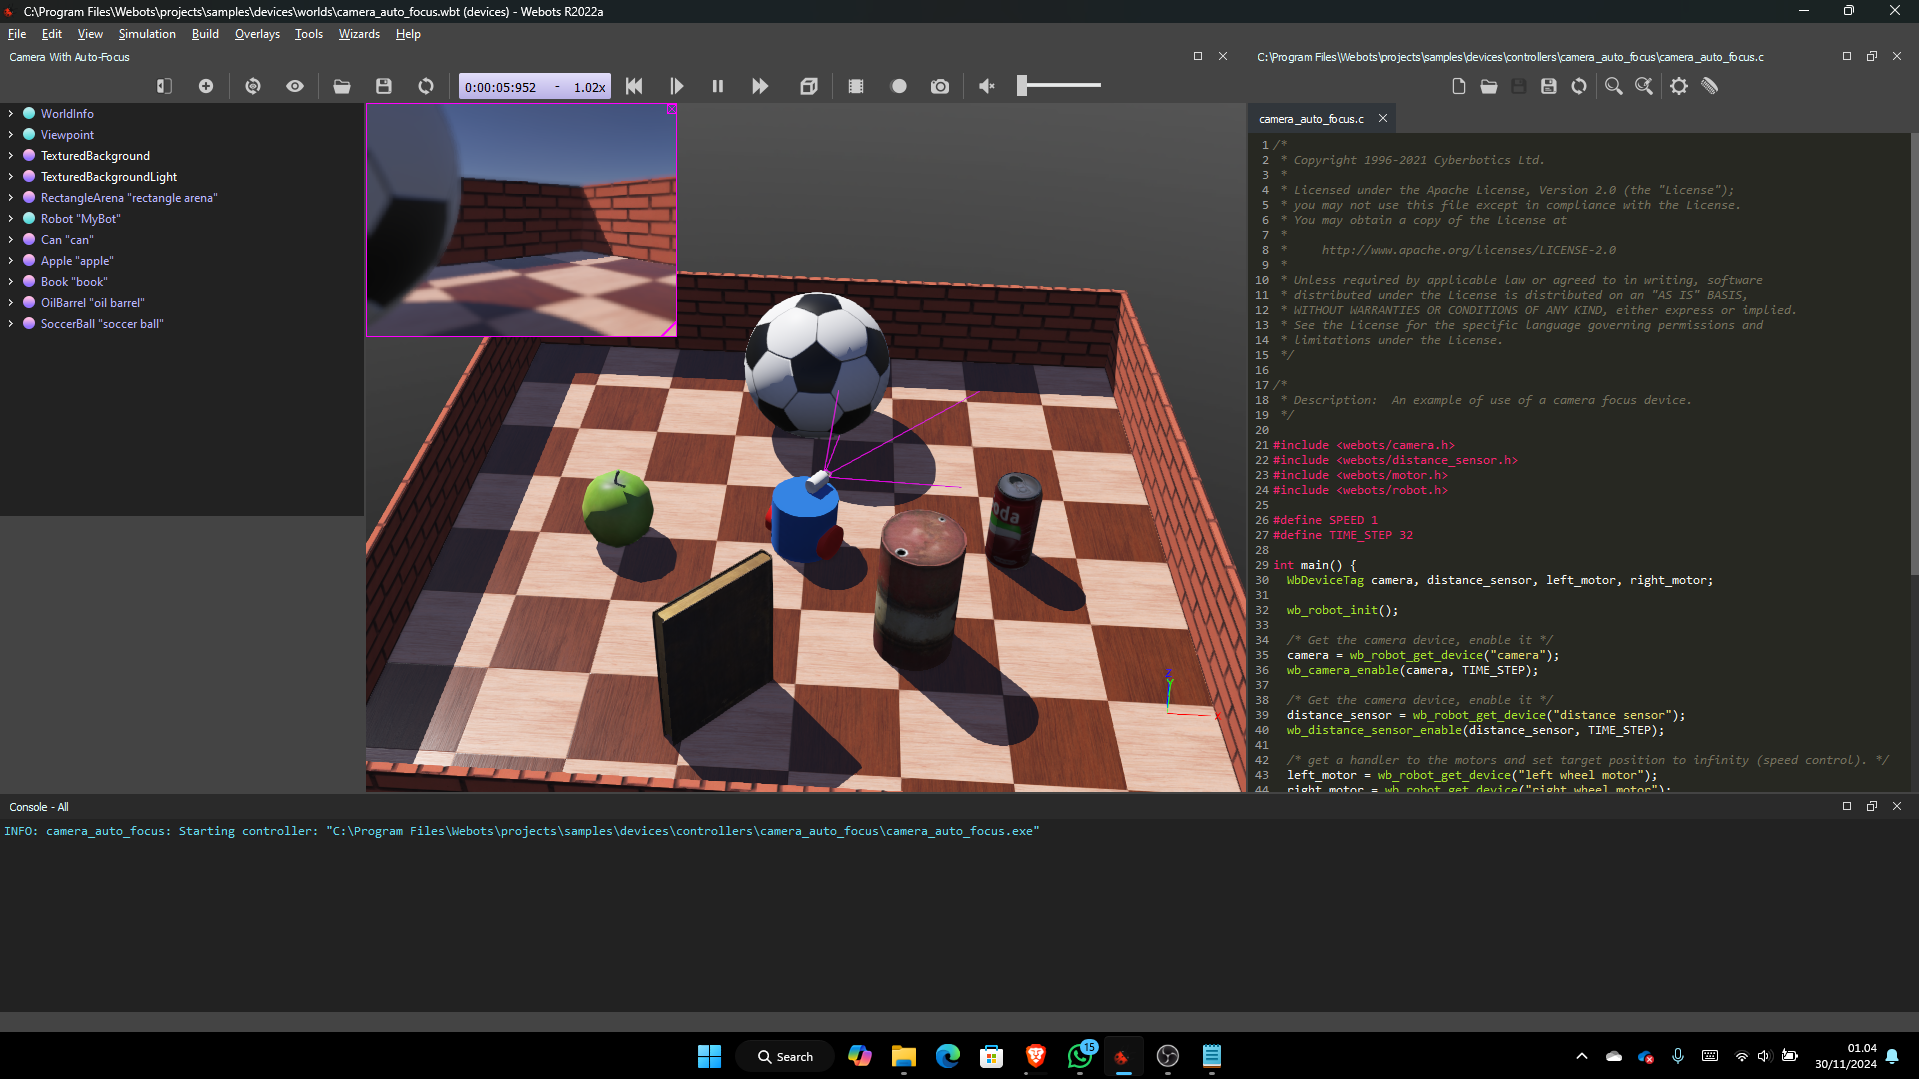 C:\Program Files\Webots\projects\samples\devices\worlds\camera_auto_focus.wbt (devices) - Webots R2022a
File Edit View Simulation Build Overlays Tools Wizards Help
Camera With Auto-Focus
0:00:05:952 - 1.02x
WorldInfo
Viewpoint
TexturedBackground
TexturedBackgroundLight
RectangleArena "rectangle arena"
Robot "MyBot"
Can "can"
Apple "apple"
Book "book"
OilBarrel "oil barrel"
SoccerBall "soccer ball"
oda
Z
Y
X
C:\Program Files\Webots\projects\samples\devices\controllers\camera_auto_focus\camera_auto_focus.c
camera_auto_focus.c
1 /*
2 * Copyright 1996-2021 Cyberbotics Ltd.
3 *
4 * Licensed under the Apache License, Version 2.0 (the "License");
5 * you may not use this file except in compliance with the License.
6 * You may obtain a copy of the License at
7 *
8 * http://www.apache.org/licenses/LICENSE-2.0
9 *
10 * Unless required by applicable law or agreed to in writing, software
11 * distributed under the License is distributed on an "AS IS" BASIS,
12 * WITHOUT WARRANTIES OR CONDITIONS OF ANY KIND, either express or implied.
13 * See the License for the specific language governing permissions and
14 * limitations under the License.
15 */
16
17 /*
18 * Description: An example of use of a camera focus device.
19 */
20
21 #include <webots/camera.h>
22 #include <webots/distance_sensor.h>
23 #include <webots/motor.h>
24 #include <webots/robot.h>
25
26 #define SPEED 1
27 #define TIME_STEP 32
28
29 int main() {
30 WbDeviceTag camera, distance_sensor, left_motor, right_motor;
31
32 wb_robot_init();
33
34 /* Get the camera device, enable it */
35 camera = wb_robot_get_device("camera");
36 wb_camera_enable(camera, TIME_STEP);
37
38 /* Get the camera device, enable it */
39 distance_sensor = wb_robot_get_device("distance sensor");
40 wb_distance_sensor_enable(distance_sensor, TIME_STEP);
41
42 /* get a handler to the motors and set target position to infinity (speed control). */
43 left_motor = wb_robot_get_device("left wheel motor");
44 right_motor = wb_robot_get_device("right wheel motor");
Console - All
INFO: camera_auto_focus: Starting controller: "C:\Program Files\Webots\projects\samples\devices\controllers\camera_auto_focus\camera_auto_focus.exe"
Search
15
01.04
30/11/2024